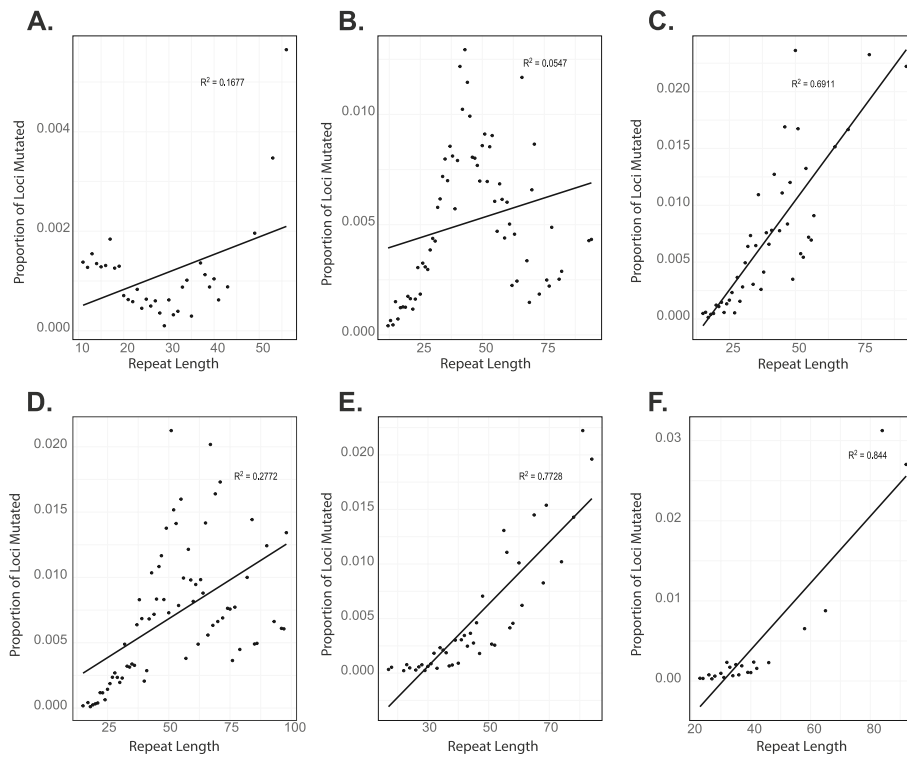 A.
B.
C.
R² = 0.1677
R² = 0.0547
R² = 0.6911
Proportion of Loci Mutated
0.004
0.002
0.000
10 20 30 40 50
Repeat Length
Proportion of Loci Mutated
0.010
0.005
0.000
25 50 75
Repeat Length
Proportion of Loci Mutated
0.020
0.015
0.010
0.005
0.000
25 50 75
Repeat Length
D.
E.
F.
R² = 0.2772
R² = 0.7728
R² = 0.844
Proportion of Loci Mutated
0.020
0.015
0.010
0.005
0.000
25 50 75 100
Repeat Length
Proportion of Loci Mutated
0.020
0.015
0.010
0.005
0.000
30 50 70
Repeat Length
Proportion of Loci Mutated
0.03
0.02
0.01
0.00
20 40 60 80
Repeat Length